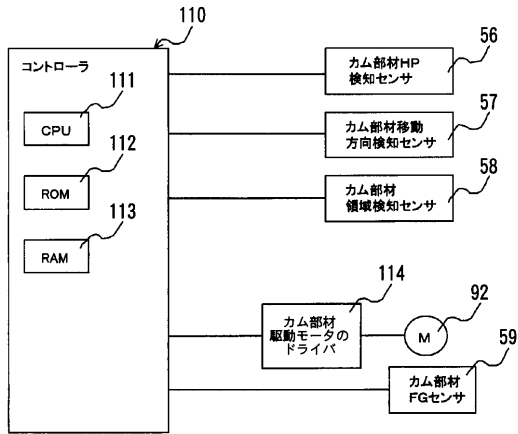 110
コントローラ
111
CPU
112
ROM
113
RAM
56
カム部材HP
検知センサ
57
カム部材移動
方向検知センサ
58
カム部材
領域検知センサ
114
カム部材
駆動モータの
ドライバ
92
M
59
カム部材
FGセンサ